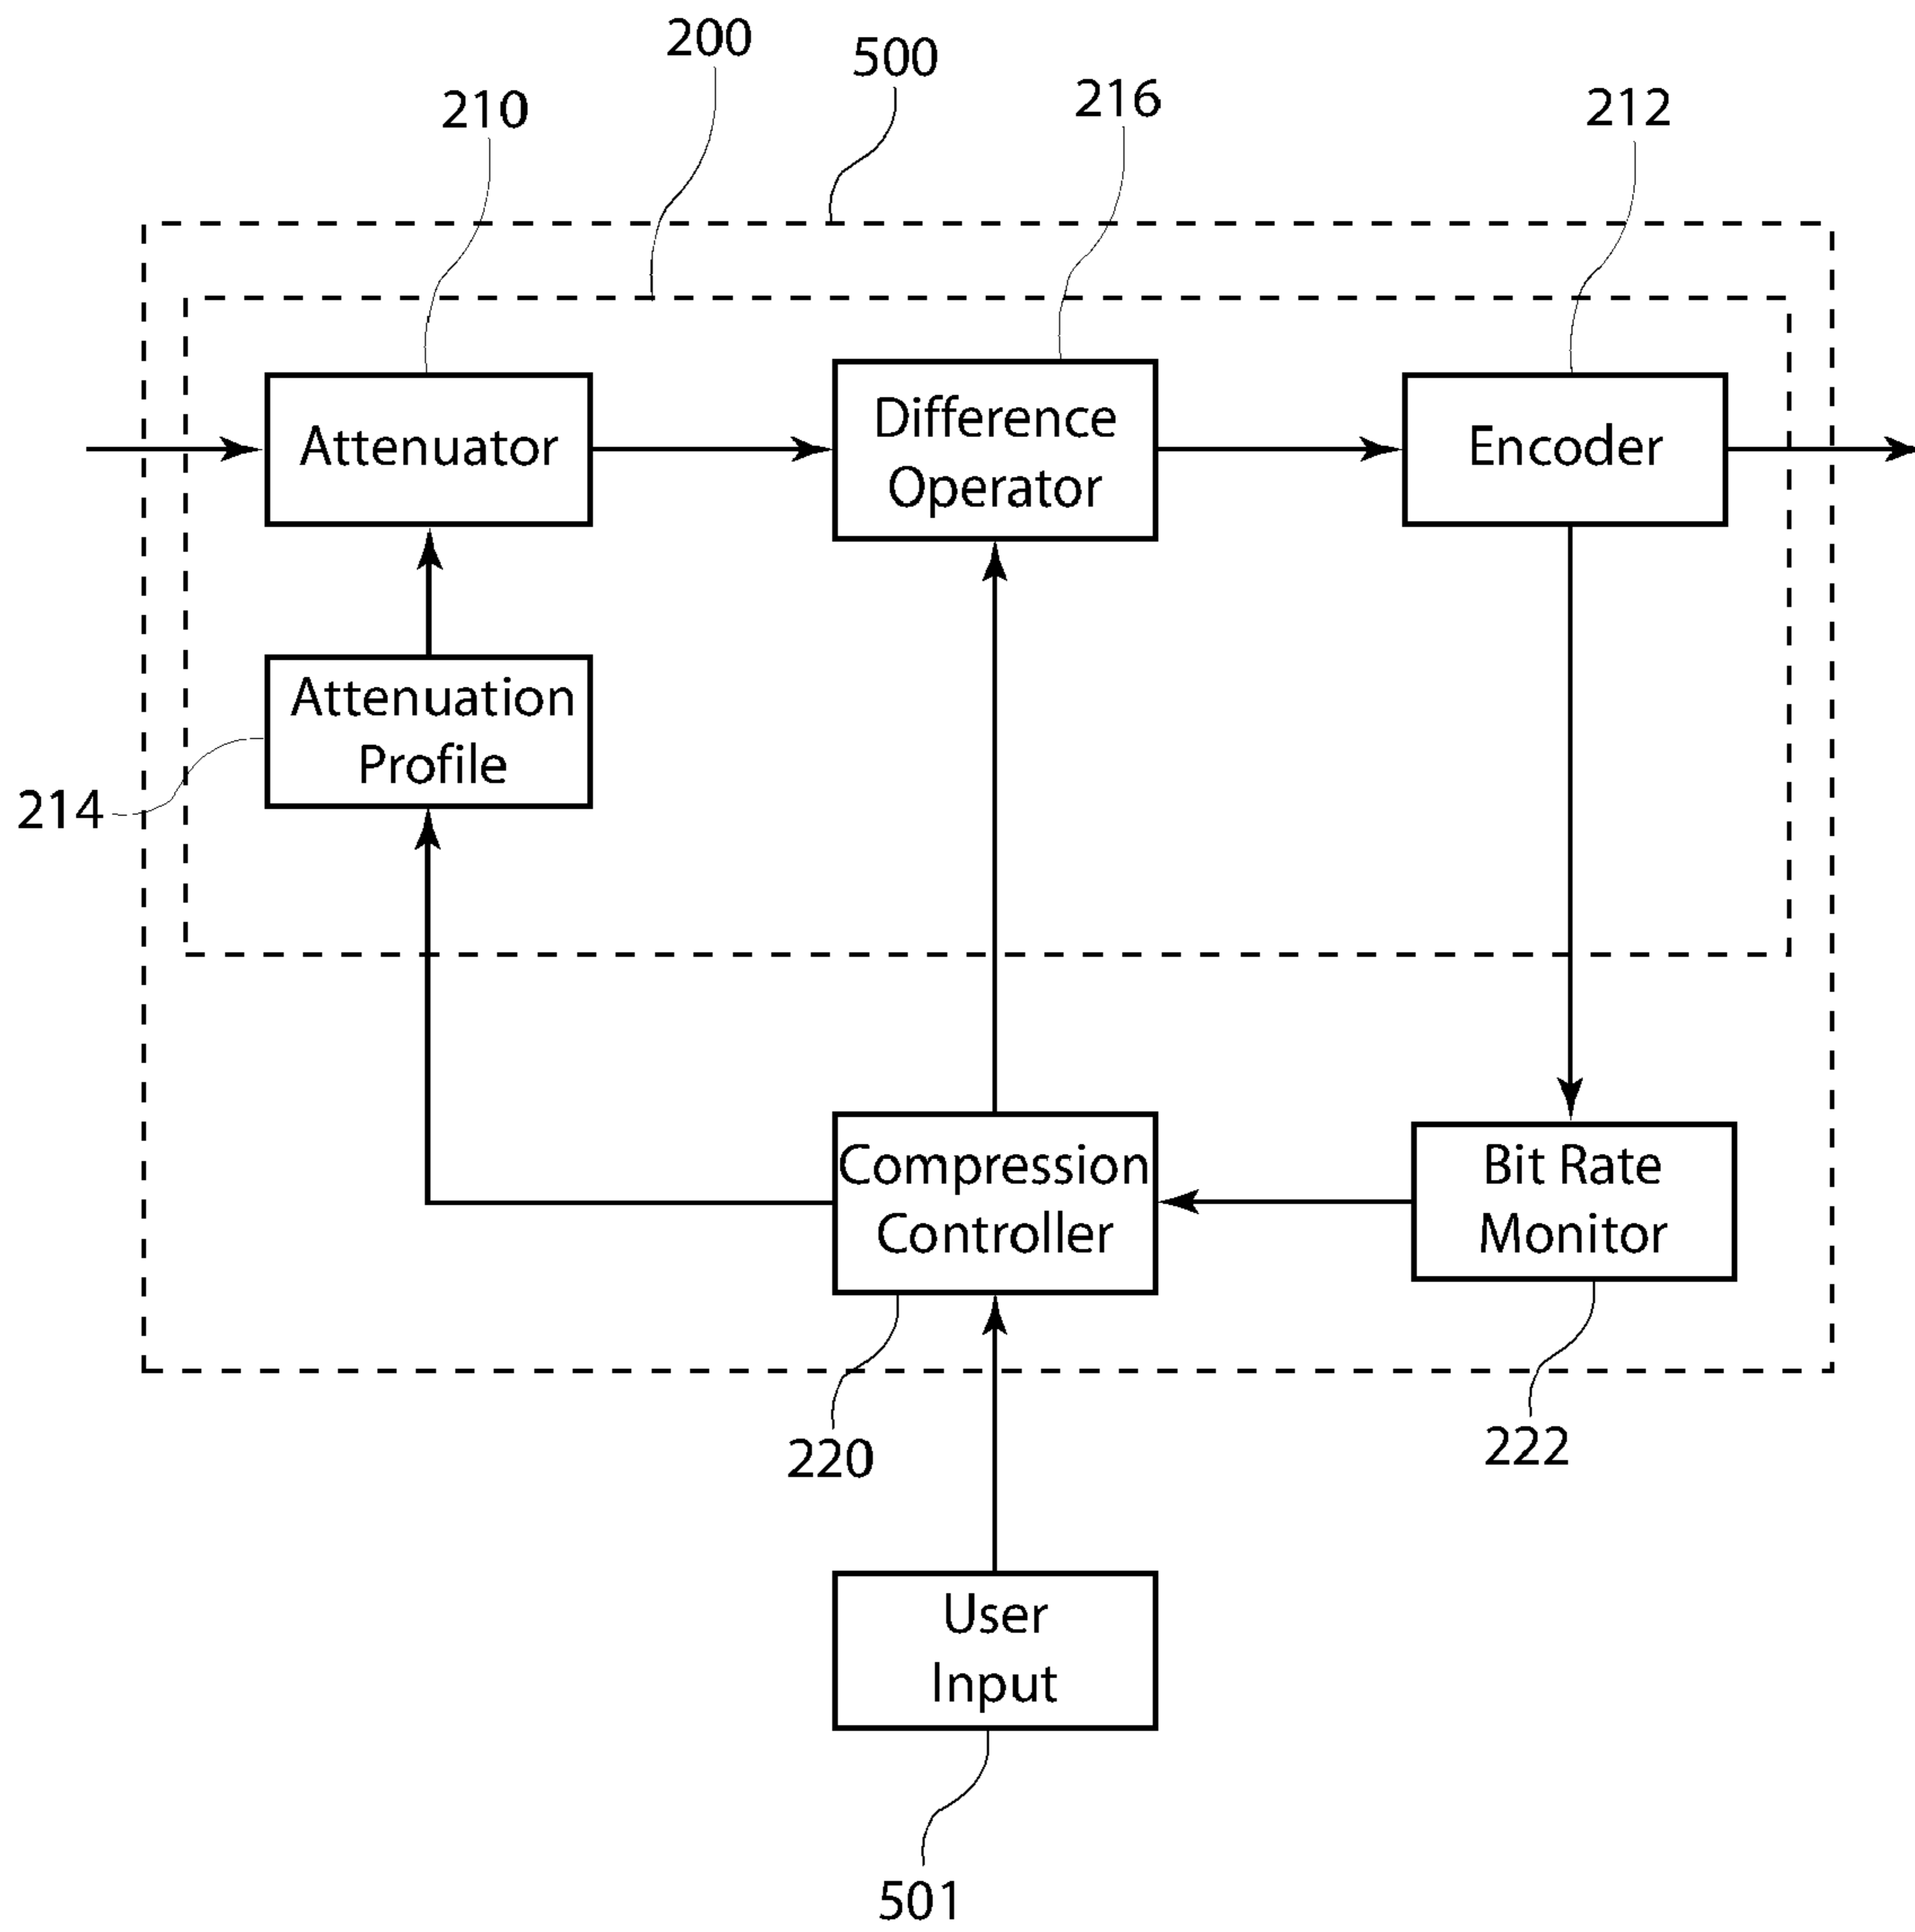 200
500
216
210
212
Attenuator
Difference
Operator
Encoder
Attenuation
Profile
214
Compression
Controller
Bit Rate
Monitor
220
222
User
Input
501